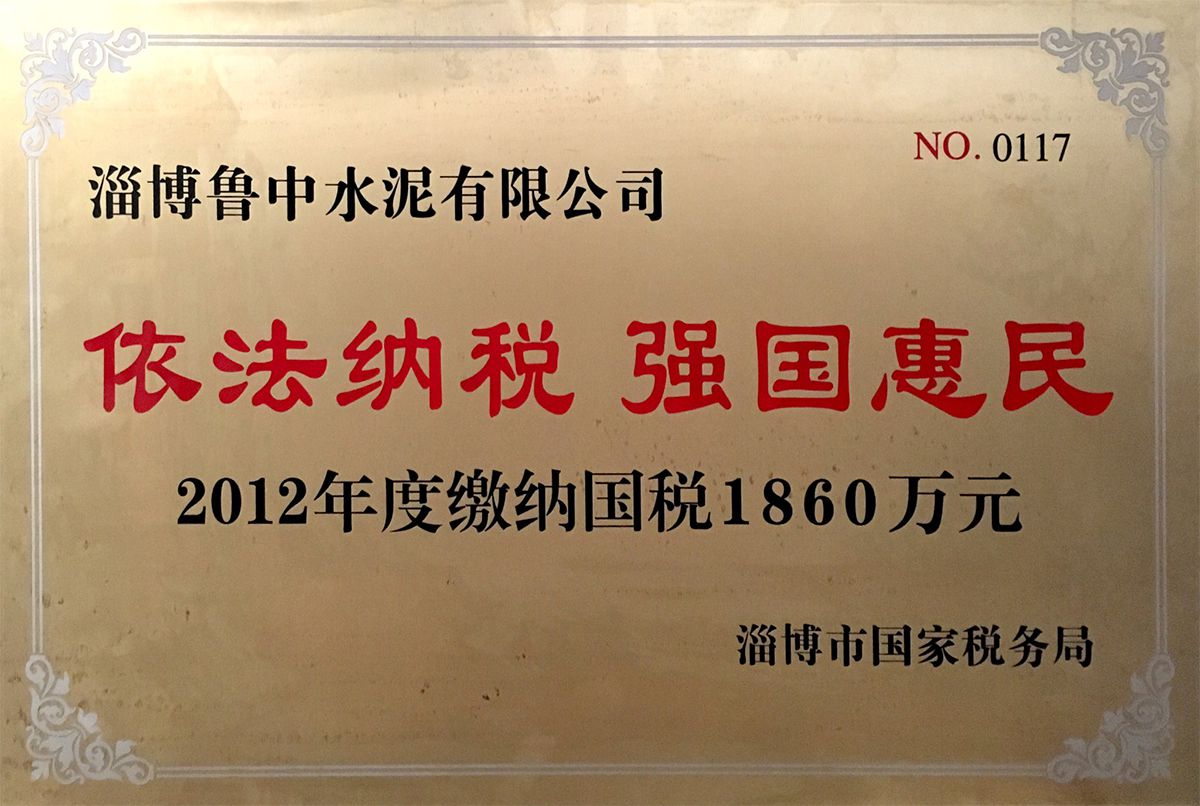 NO. 0117
淄博鲁中水泥有限公司
依法纳税 强国惠民
2012年度缴纳国税1860万元
淄博市国家税务局